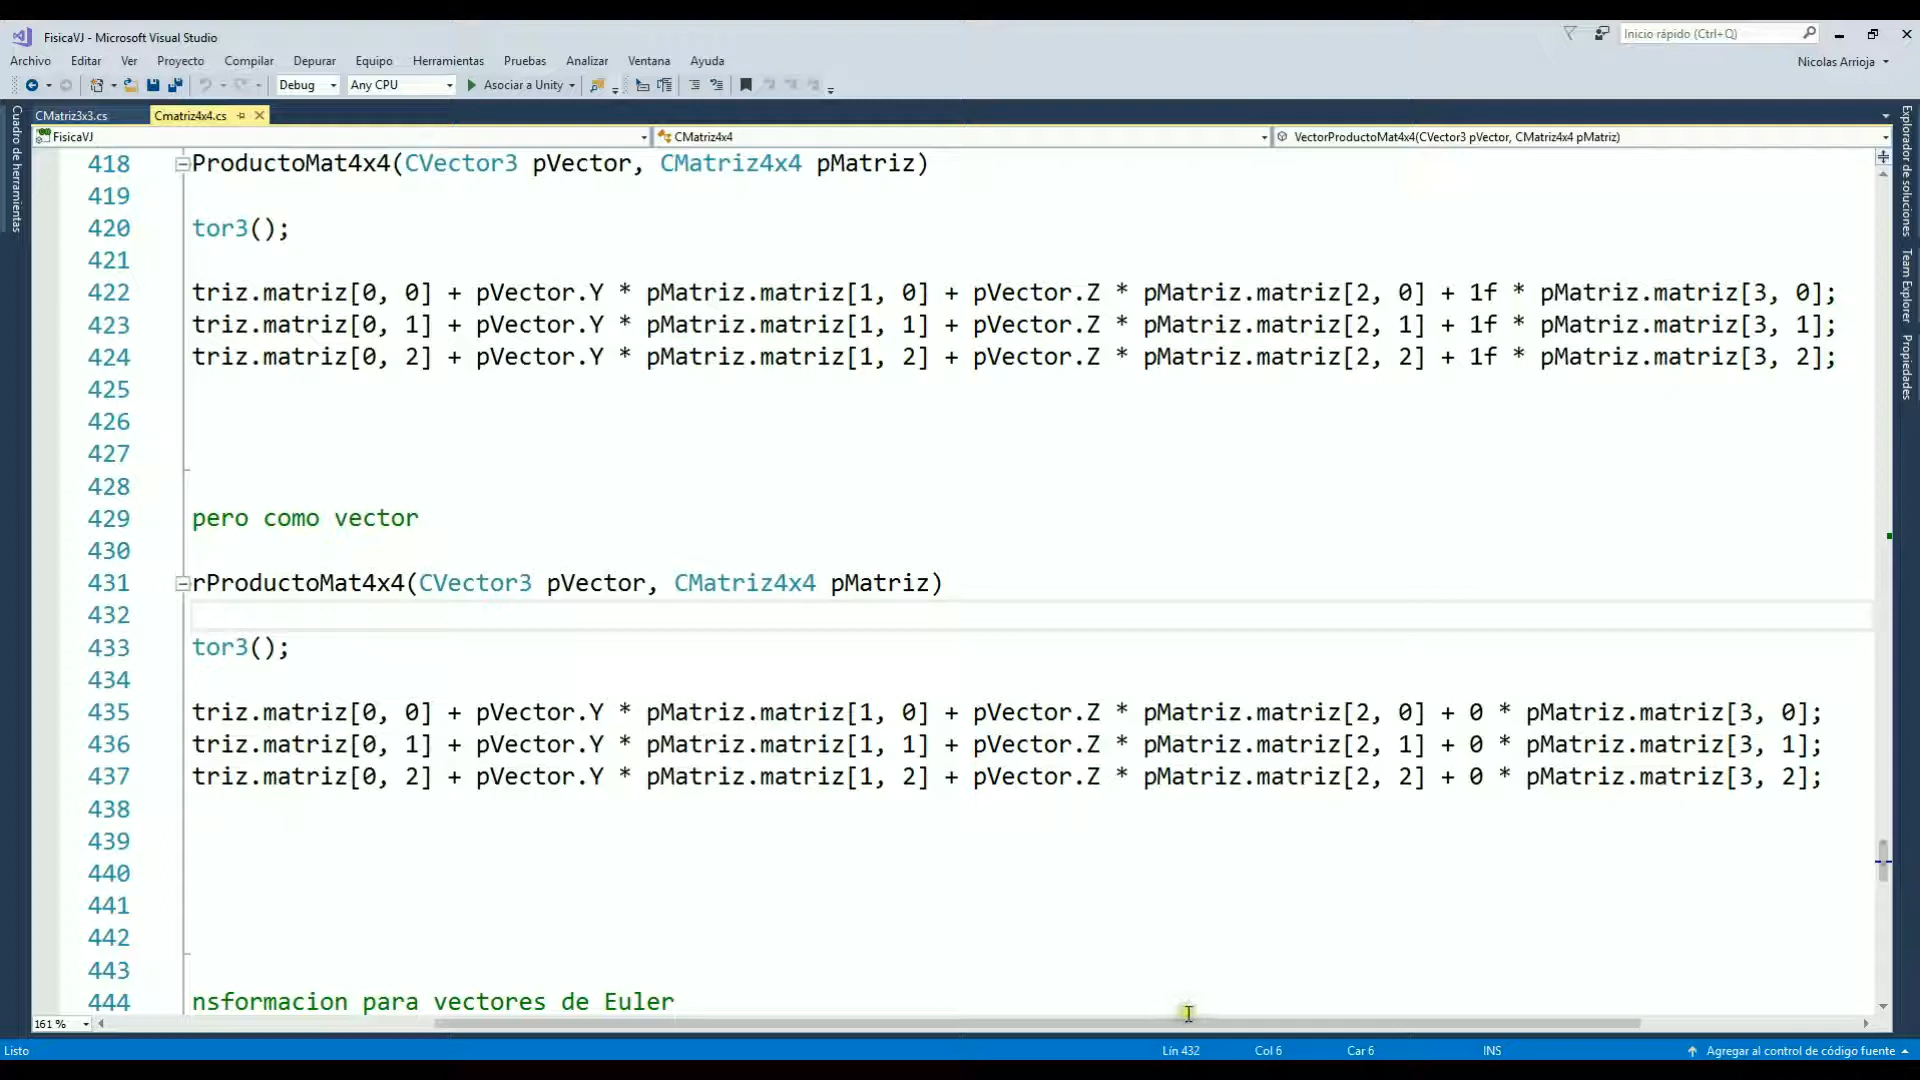 FisicaVJ - Microsoft Visual Studio
Inicio rápido (Ctrl+Q)
Archivo Editar Ver Proyecto Compilar Depurar Equipo Herramientas Pruebas Analizar Ventana Ayuda
Nicolas Arrioja
Debug Any CPU Asociar a Unity
CMatriz3x3.cs Cmatriz4x4.cs
FisicaVJ CMatriz4x4 VectorProductoMat4x4(CVector3 pVector, CMatriz4x4 pMatriz)
Cuadro de herramientas
Explorador de soluciones
Team Explorer
Propiedades
418 ProductoMat4x4(CVector3 pVector, CMatriz4x4 pMatriz)
419
420 tor3();
421
422 triz.matriz[0, 0] + pVector.Y * pMatriz.matriz[1, 0] + pVector.Z * pMatriz.matriz[2, 0] + 1f * pMatriz.matriz[3, 0];
423 triz.matriz[0, 1] + pVector.Y * pMatriz.matriz[1, 1] + pVector.Z * pMatriz.matriz[2, 1] + 1f * pMatriz.matriz[3, 1];
424 triz.matriz[0, 2] + pVector.Y * pMatriz.matriz[1, 2] + pVector.Z * pMatriz.matriz[2, 2] + 1f * pMatriz.matriz[3, 2];
425
426
427
428
429 pero como vector
430
431 rProductoMat4x4(CVector3 pVector, CMatriz4x4 pMatriz)
432
433 tor3();
434
435 triz.matriz[0, 0] + pVector.Y * pMatriz.matriz[1, 0] + pVector.Z * pMatriz.matriz[2, 0] + 0 * pMatriz.matriz[3, 0];
436 triz.matriz[0, 1] + pVector.Y * pMatriz.matriz[1, 1] + pVector.Z * pMatriz.matriz[2, 1] + 0 * pMatriz.matriz[3, 1];
437 triz.matriz[0, 2] + pVector.Y * pMatriz.matriz[1, 2] + pVector.Z * pMatriz.matriz[2, 2] + 0 * pMatriz.matriz[3, 2];
438
439
440
441
442
443
444 nsformacion para vectores de Euler
161 %
Listo Lín 432 Col 6 Car 6 INS Agregar al control de código fuente